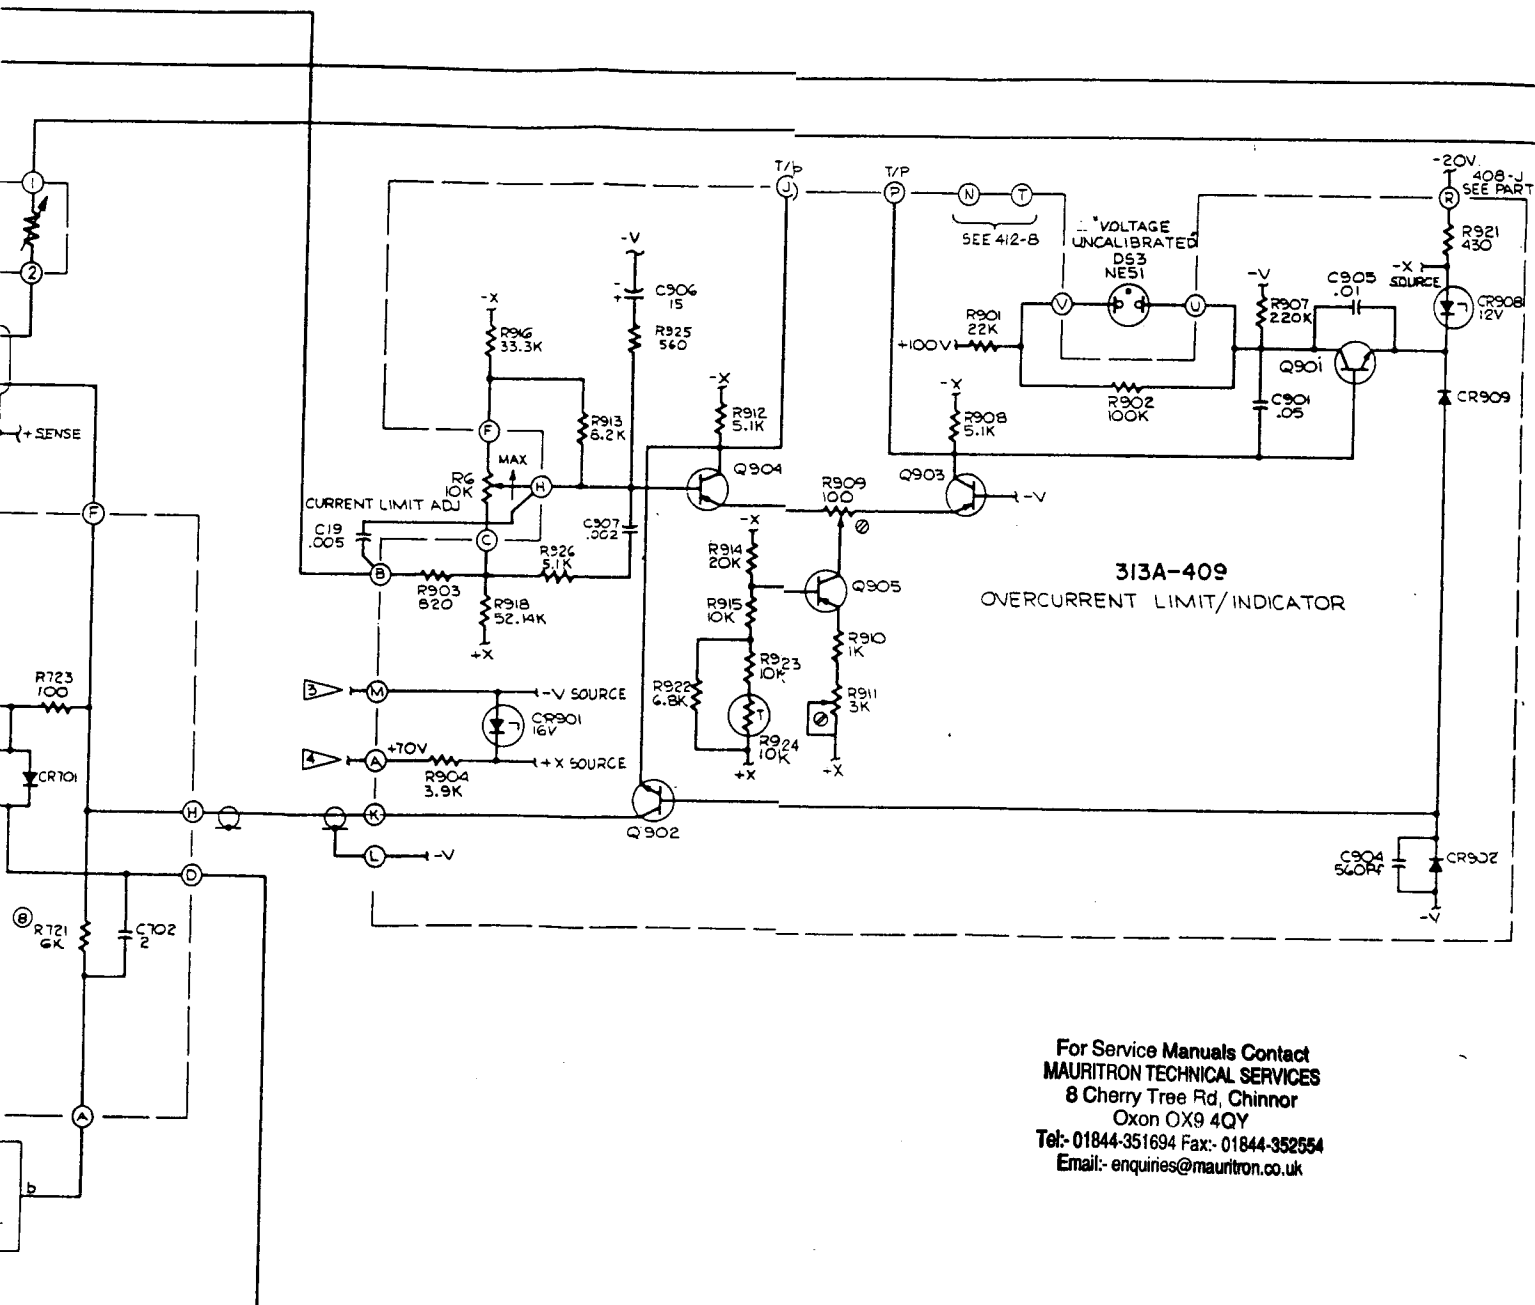 T/P
T/P
-20V
408-J
SEE PART
1
J
P
N
T
R
SEE 412-8
"VOLTAGE
UNCALIBRATED"
DS3
NE51
R921
430
-V
2
-X
SOURCE
-V
C905
.01
C906
15
V
U
CR908
12V
-X
R916
33.3K
R925
560
R901
22K
+100V
R907
220K
Q901
-X
-X
R912
5.1K
R913
8.2K
R908
5.1K
R902
100K
C901
.05
CR909
+SENSE
F
MAX
R6
10K
H
Q904
Q903
R909
100
-V
CURRENT LIMIT ADJ
F
C19
.005
C907
.002
-X
C
R914
20K
R926
5.1K
B
R903
820
R918
52.14K
R915
10K
Q905
313A-409
OVERCURRENT LIMIT/INDICATOR
+X
R910
1K
R923
10K
R723
100
3
M
-V SOURCE
R922
6.8K
R911
3K
CR901
16V
T
4
A
+70V
+X SOURCE
R924
10K
R904
3.9K
+X
+X
CR701
H
K
Q902
L
-V
C904
560Pf
CR902
D
-V
8
R721
6K
C702
2
A
b
For Service Manuals Contact
MAURITRON TECHNICAL SERVICES
8 Cherry Tree Rd, Chinnor
Oxon OX9 4QY
Tel:- 01844-351694 Fax:- 01844-352554
Email:- enquiries@mauritron.co.uk